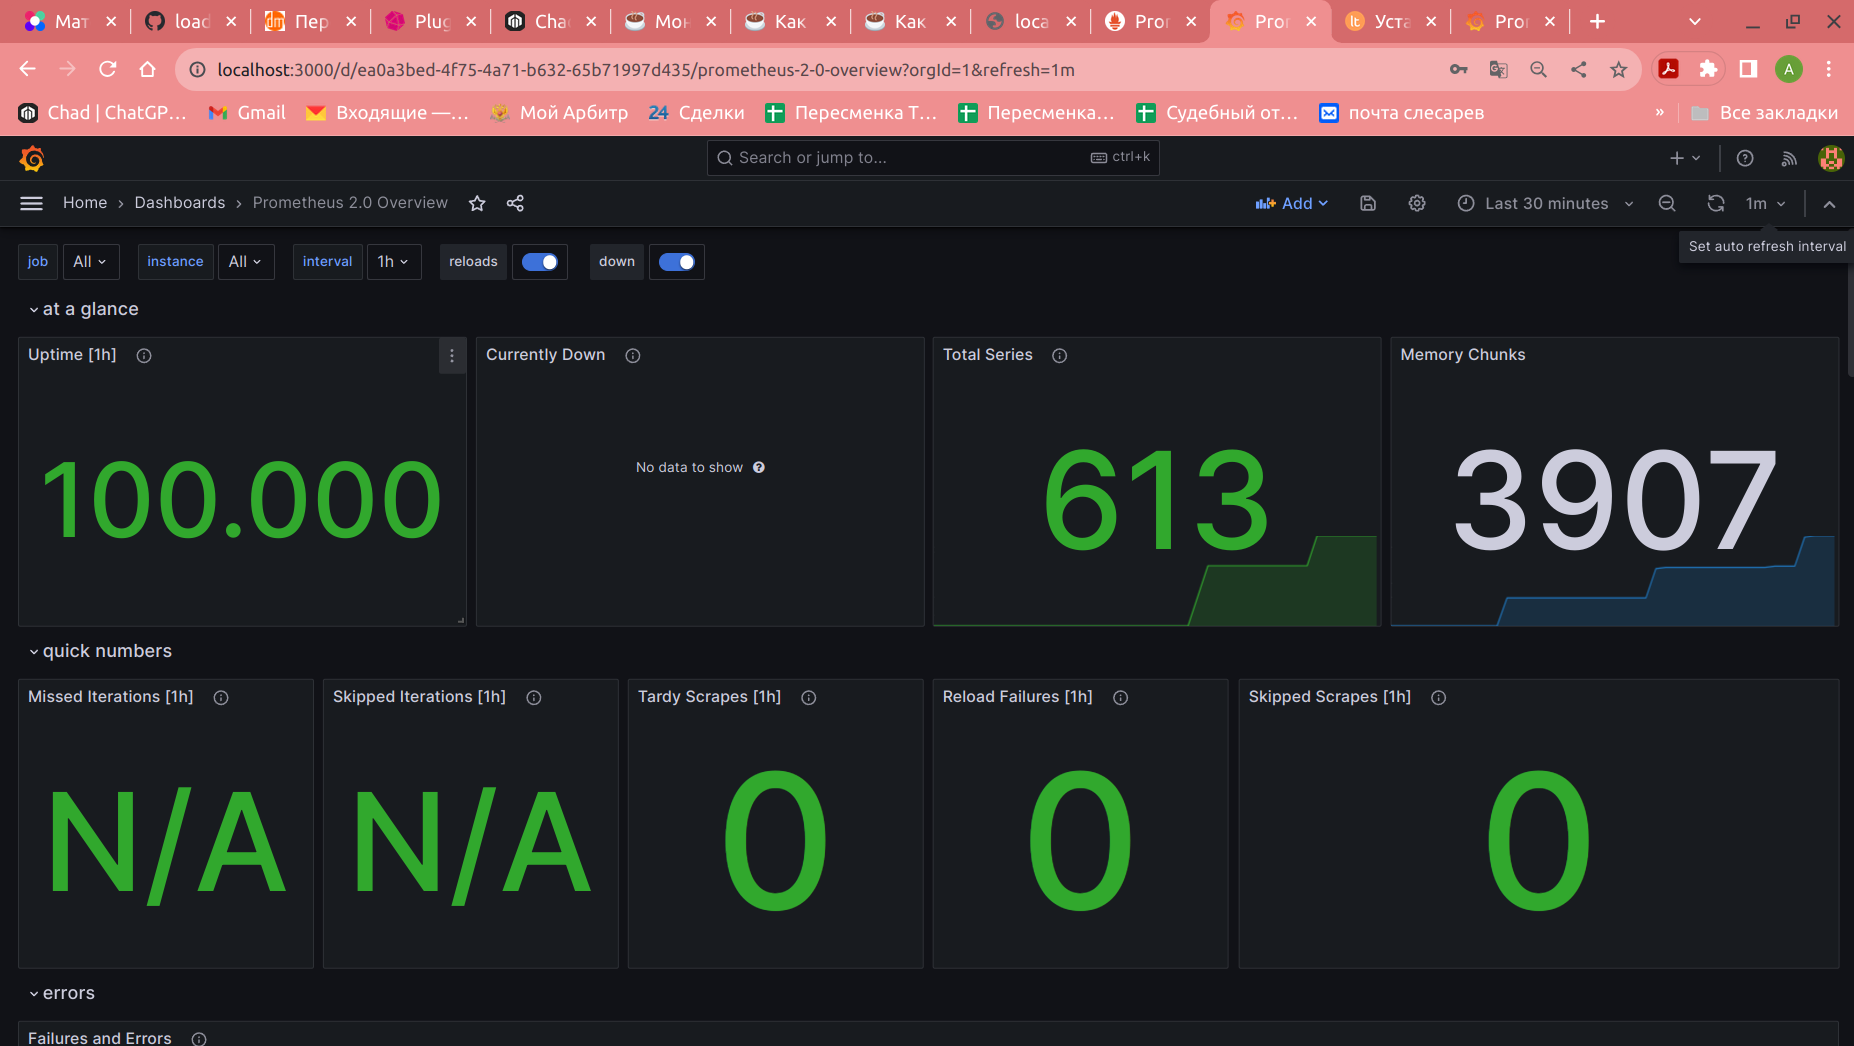 Мат
load
Пер
Plug
Chad
Мон
Как
Как
loca
Pror
Pror
Уста
Pror
localhost:3000/d/ea0a3bed-4f75-4a71-b632-65b71997d435/prometheus-2-0-overview?orgId=1&refresh=1m
A
Chad | ChatGP...
Gmail
Входящие —...
Мой Арбитр
24 Сделки
Пересменка Т...
Пересменка...
Судебный от...
почта слесарев
»
Все закладки
Search or jump to...
ctrl+k
Home › Dashboards › Prometheus 2.0 Overview
Add
Last 30 minutes
1m
Set auto refresh interval
job All
instance All
interval 1h
reloads
down
at a glance
Uptime [1h]
Currently Down
Total Series
Memory Chunks
100.000
No data to show
613
3907
quick numbers
Missed Iterations [1h]
Skipped Iterations [1h]
Tardy Scrapes [1h]
Reload Failures [1h]
Skipped Scrapes [1h]
N/A
N/A
0
0
0
errors
Failures and Errors